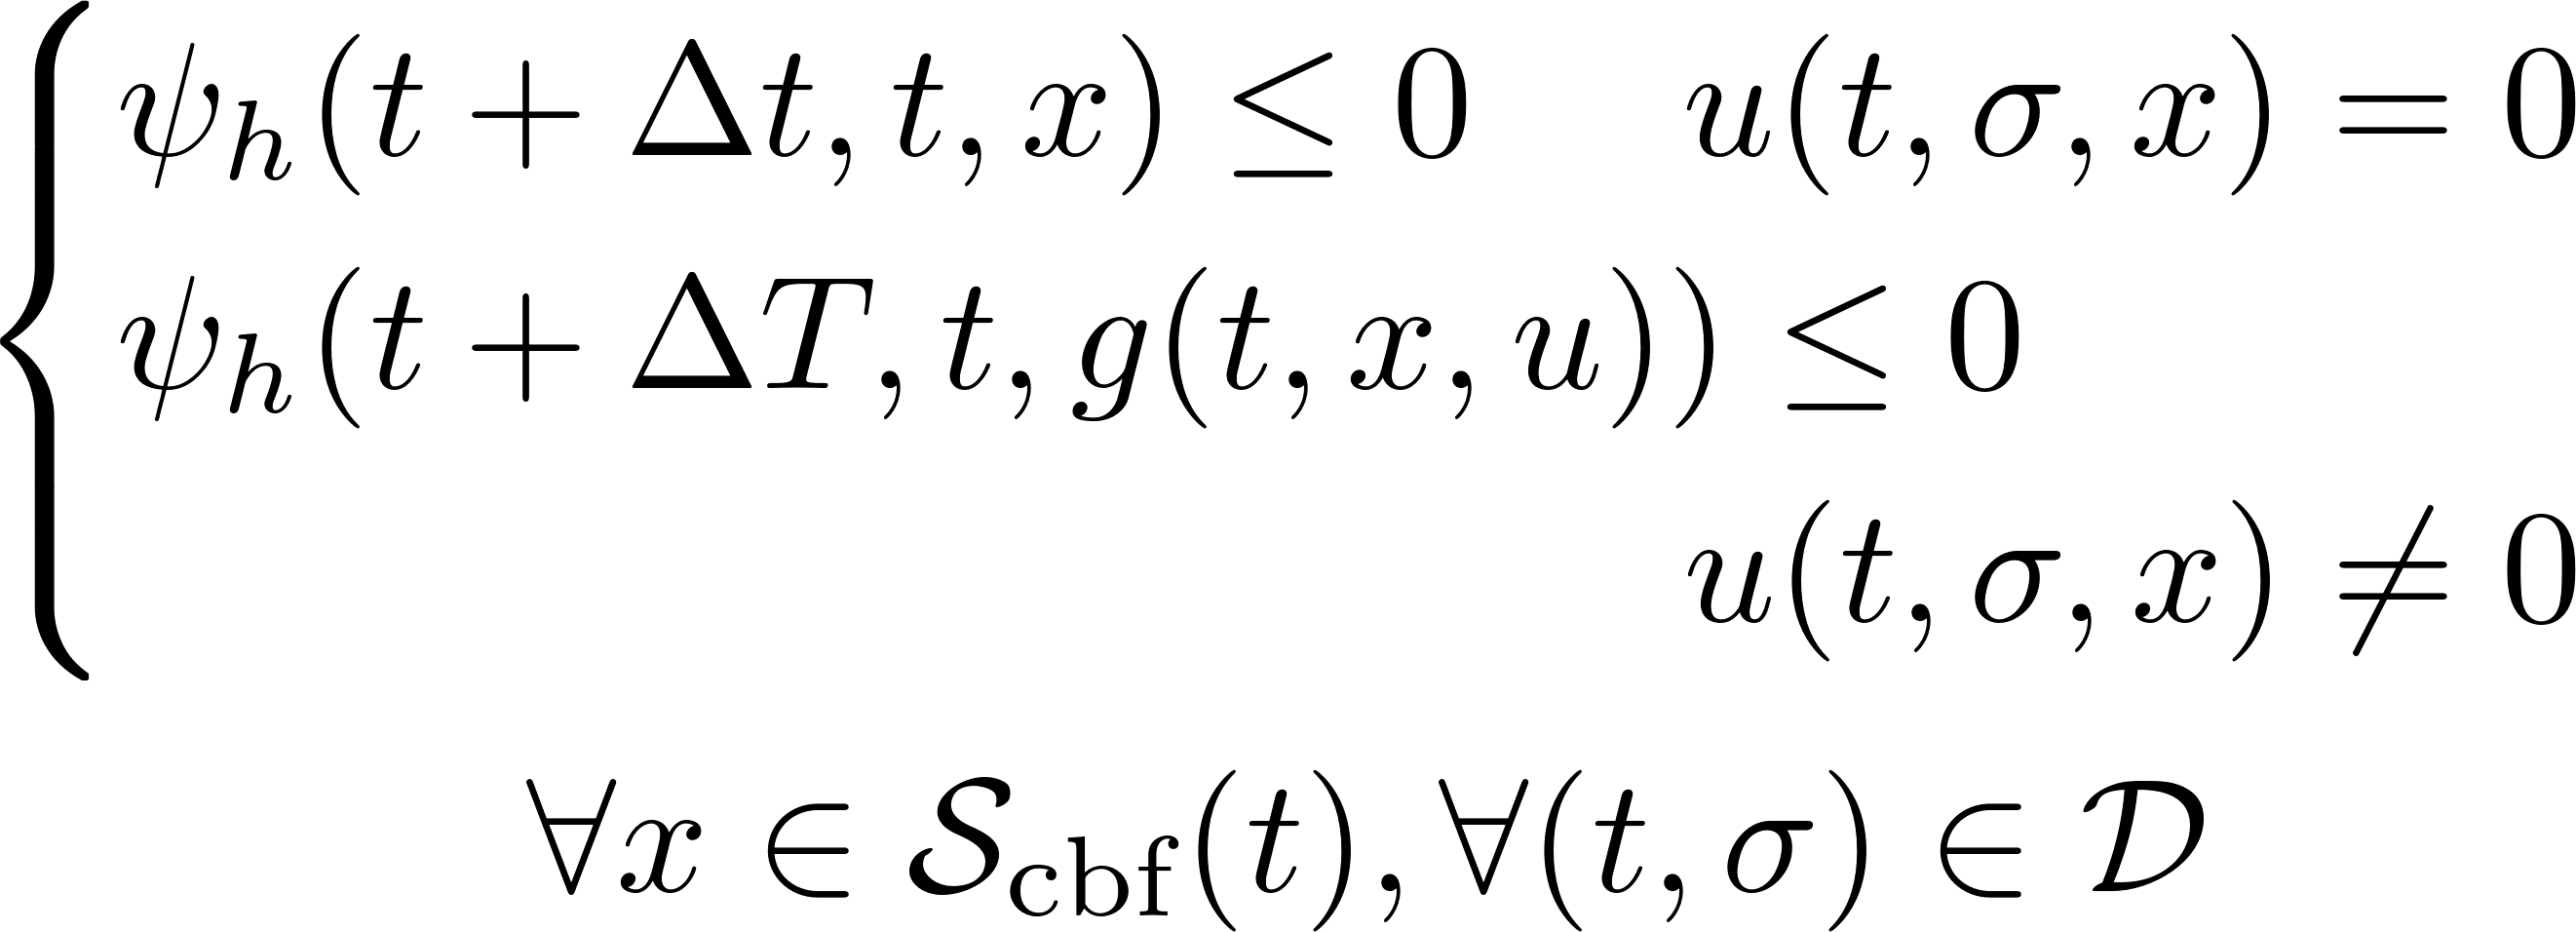 ψ_h(t + Δt, t, x) ≤ 0 u(t, σ, x) = 0
ψ_h(t + ΔT, t, g(t, x, u)) ≤ 0
u(t, σ, x) ≠ 0
∀x ∈ 𝒮_cbf(t), ∀(t, σ) ∈ 𝒟